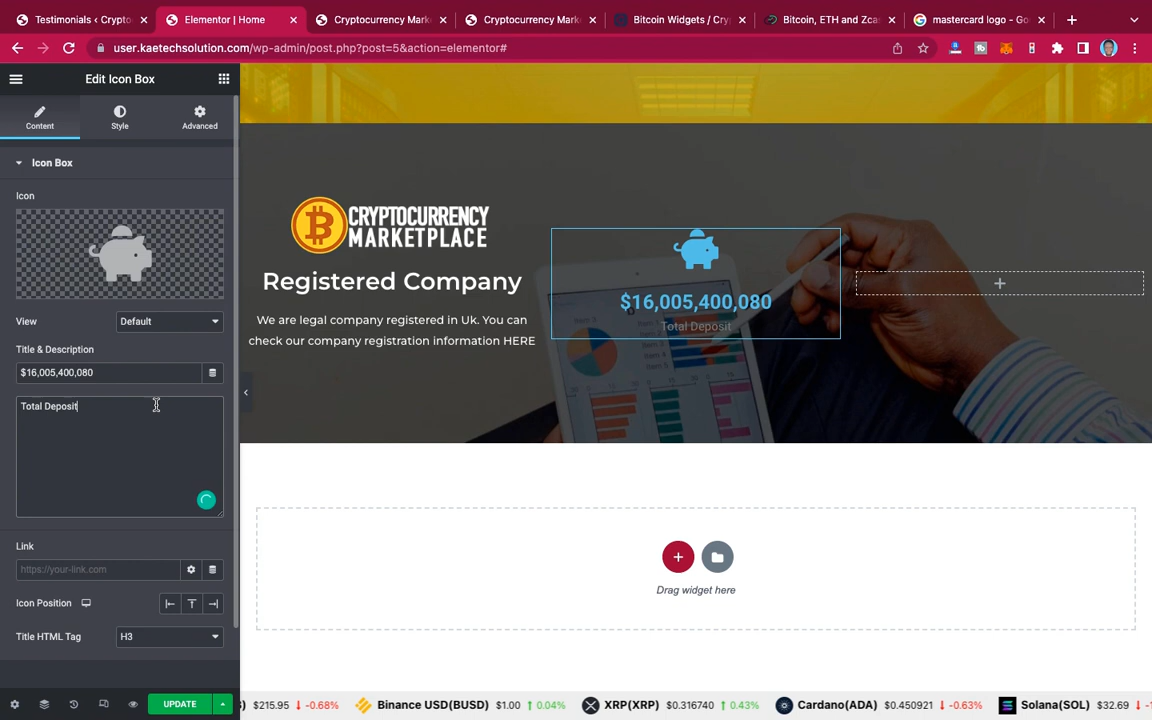 Testimonials ‹ Crypto
Elementor | Home
Cryptocurrency Mark
Cryptocurrency Mark
Bitcoin Widgets / Cry
Bitcoin, ETH and Zca
mastercard logo - Go
user.kaetechsolution.com/wp-admin/post.php?post=5&action=elementor#
Edit Icon Box
Content
Style
Advanced
Icon Box
Icon
View
Default
Title & Description
$16,005,400,080
Total Deposit
Link
https://your-link.com
Icon Position
Title HTML Tag
H3
UPDATE
CRYPTOCURRENCY
MARKETPLACE
Registered Company
We are legal company registered in Uk. You can
check our company registration information HERE
$16,005,400,080
Total Deposit
Drag widget here
$215.95 ↓ -0.68% Binance USD(BUSD) $1.00 ↑ 0.04% XRP(XRP) $0.316740 ↑ 0.43% Cardano(ADA) $0.450921 ↓ -0.63% Solana(SOL) $32.69 ↓